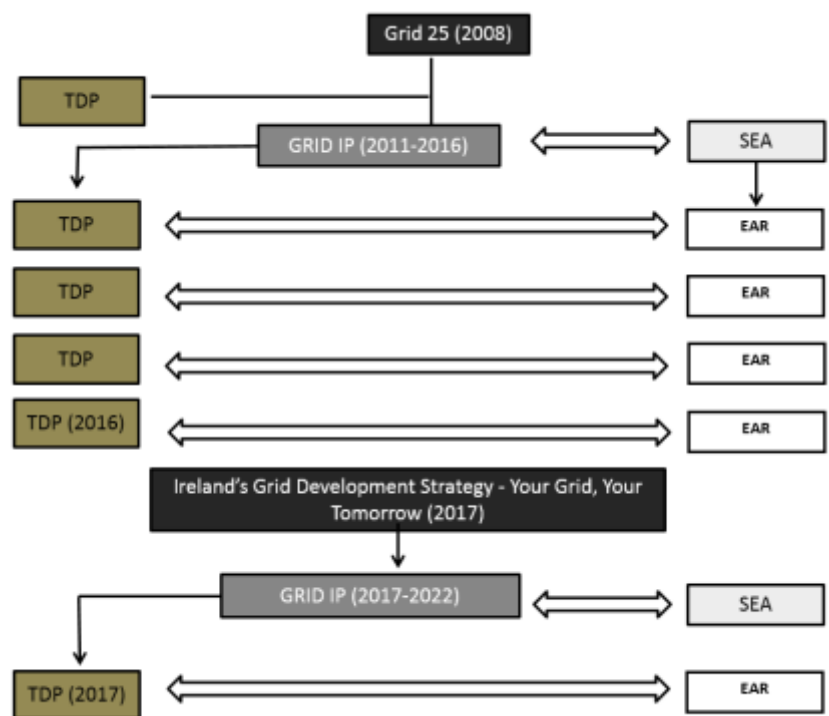 Grid 25 (2008)
TDP
GRID IP (2011-2016)
SEA
TDP
EAR
TDP
EAR
TDP
EAR
TDP (2016)
EAR
Ireland's Grid Development Strategy - Your Grid, Your
Tomorrow (2017)
GRID IP (2017-2022)
SEA
TDP (2017)
EAR